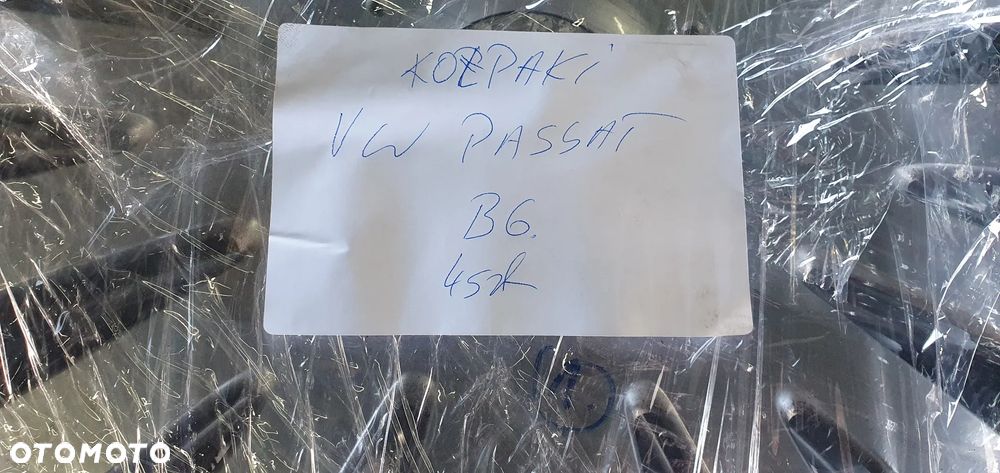 KOŁPAKI
VW PASSAT
B6.
4szt
OTOMOTO